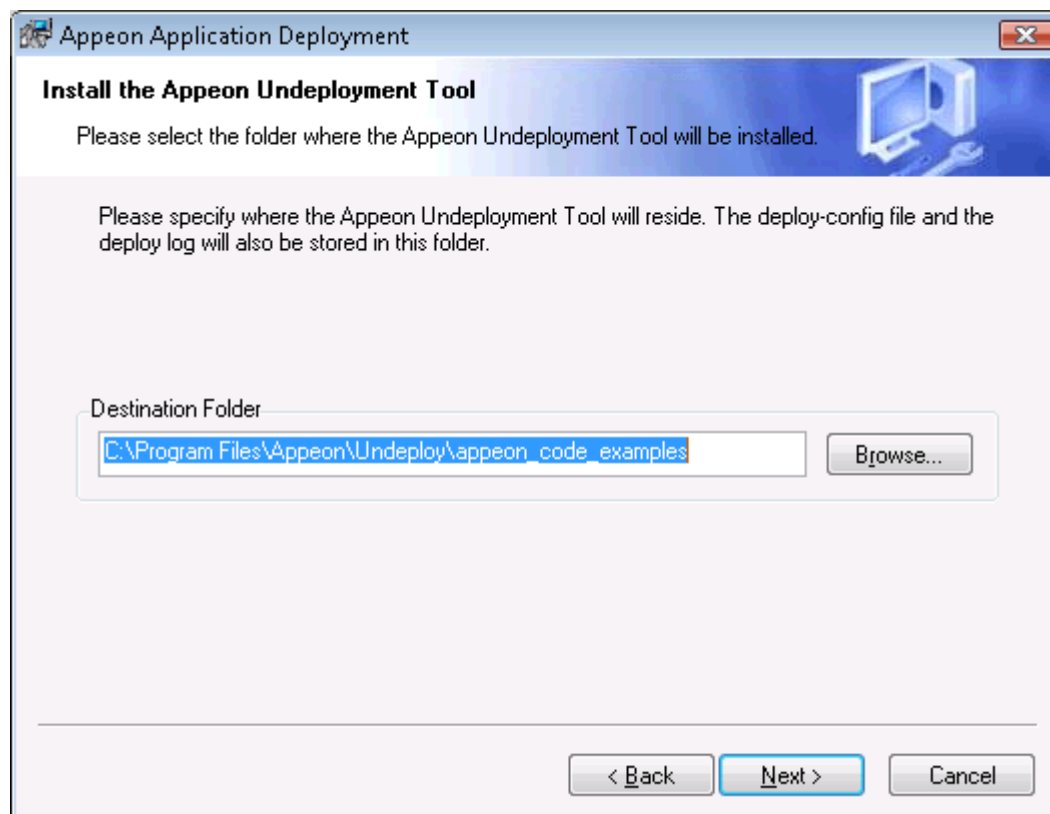 Appeon Application Deployment
Install the Appeon Undeployment Tool
Please select the folder where the Appeon Undeployment Tool will be installed.
Please specify where the Appeon Undeployment Tool will reside. The deploy-config file and the
deploy log will also be stored in this folder.
Destination Folder
C:\Program Files\Appeon\Undeploy\appeon_code_examples
Browse...
< Back
Next >
Cancel